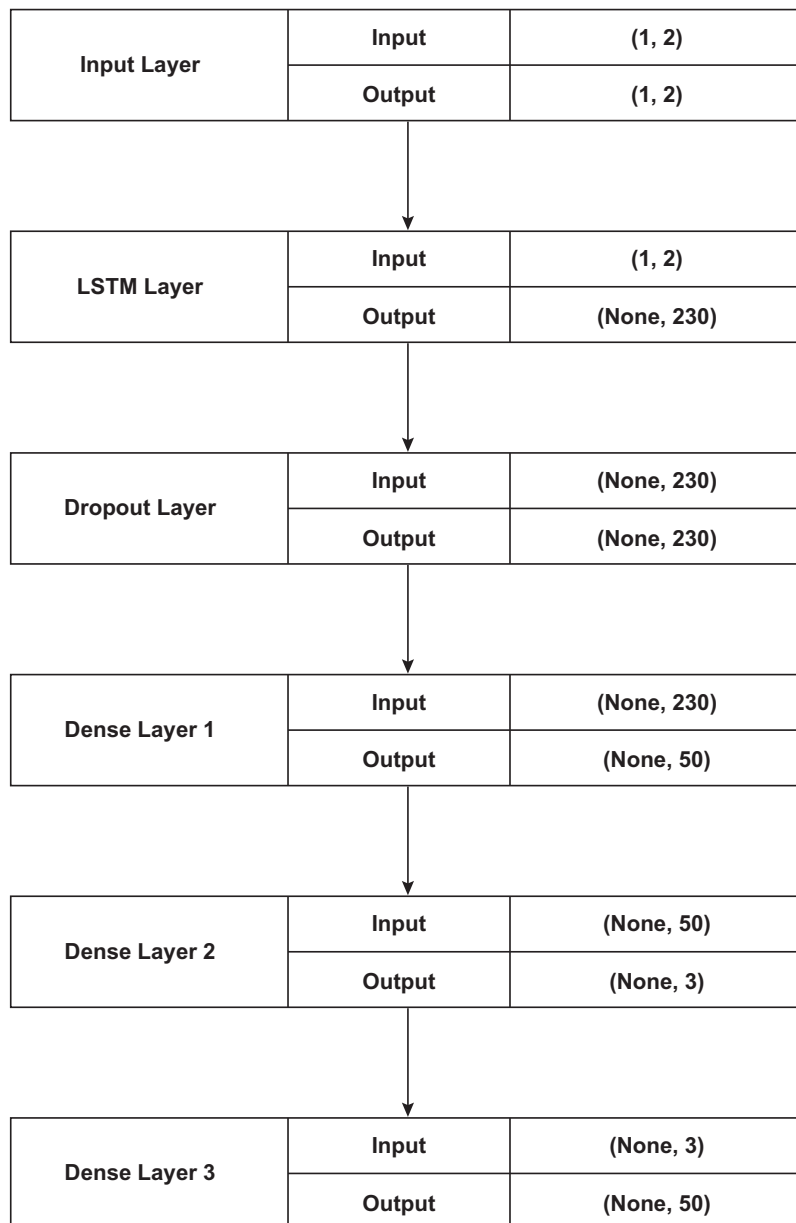 Input Layer
Input
(1, 2)
Output
(1, 2)
LSTM Layer
Input
(1, 2)
Output
(None, 230)
Dropout Layer
Input
(None, 230)
Output
(None, 230)
Dense Layer 1
Input
(None, 230)
Output
(None, 50)
Dense Layer 2
Input
(None, 50)
Output
(None, 3)
Dense Layer 3
Input
(None, 3)
Output
(None, 50)